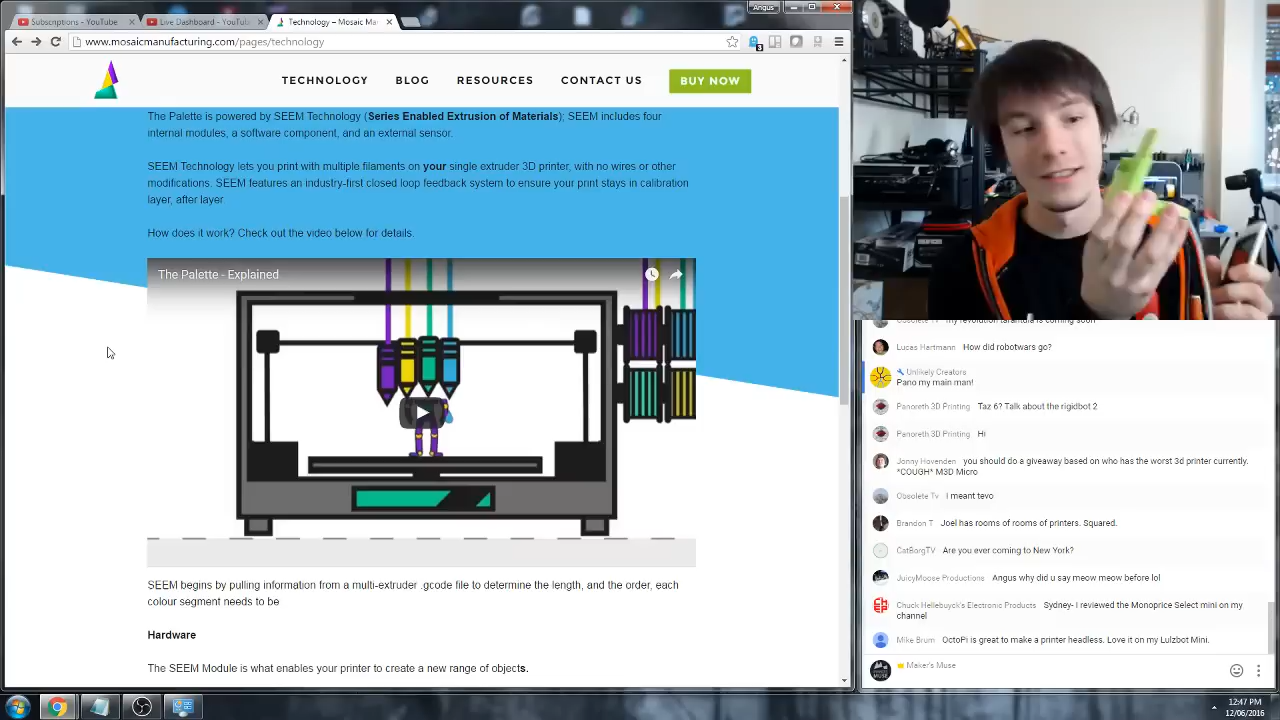 Subscriptions - YouTube
Live Dashboard - YouTube
Technology – Mosaic Ma
Angus
www.mosaicmanufacturing.com/pages/technology
3
TECHNOLOGY
BLOG
RESOURCES
CONTACT US
BUY NOW
The Palette is powered by SEEM Technology (Series Enabled Extrusion of Materials); SEEM includes four
internal modules, a software component, and an external sensor.
SEEM Technology can print with multiple filaments on your single extruder 3D printer, with no wires or other
SEEM features an industry first closed loop feedback system to ensure your print stays in calibration
layer, after layer.
How does it work? Check out the video below for details.
The Palette - Explained
SEEM begins by pulling information from a multi-extruder .gcode file to determine the length, and the order, each
colour segment needs to be
Hardware
The SEEM Module is what enables your printer to create a new range of objects.
Obsolete Tv my revolution tarantula is coming soon
Lucas Hartmann How did robotwars go?
Unlikely Creators
Pano my main man!
Panoreth 3D Printing Taz 6? Talk about the rigidbot 2
Panoreth 3D Printing Hi
Jonny Hovenden you should do a giveaway based on who has the worst 3d printer currently.
*COUGH* M3D Micro
Obsolete Tv I meant tevo
Brandon T Joel has rooms of rooms of printers. Squared.
CatBorgTV Are you ever coming to New York?
JuicyMoose Productions Angus why did u say meow meow before lol
Chuck Hellebuyck's Electronic Products Sydney- I reviewed the Monoprice Select mini on my
channel
Mike Brum OctoPi is great to make a printer headless. Love it on my Lulzbot Mini.
Maker's Muse
12:47 PM
12/06/2016